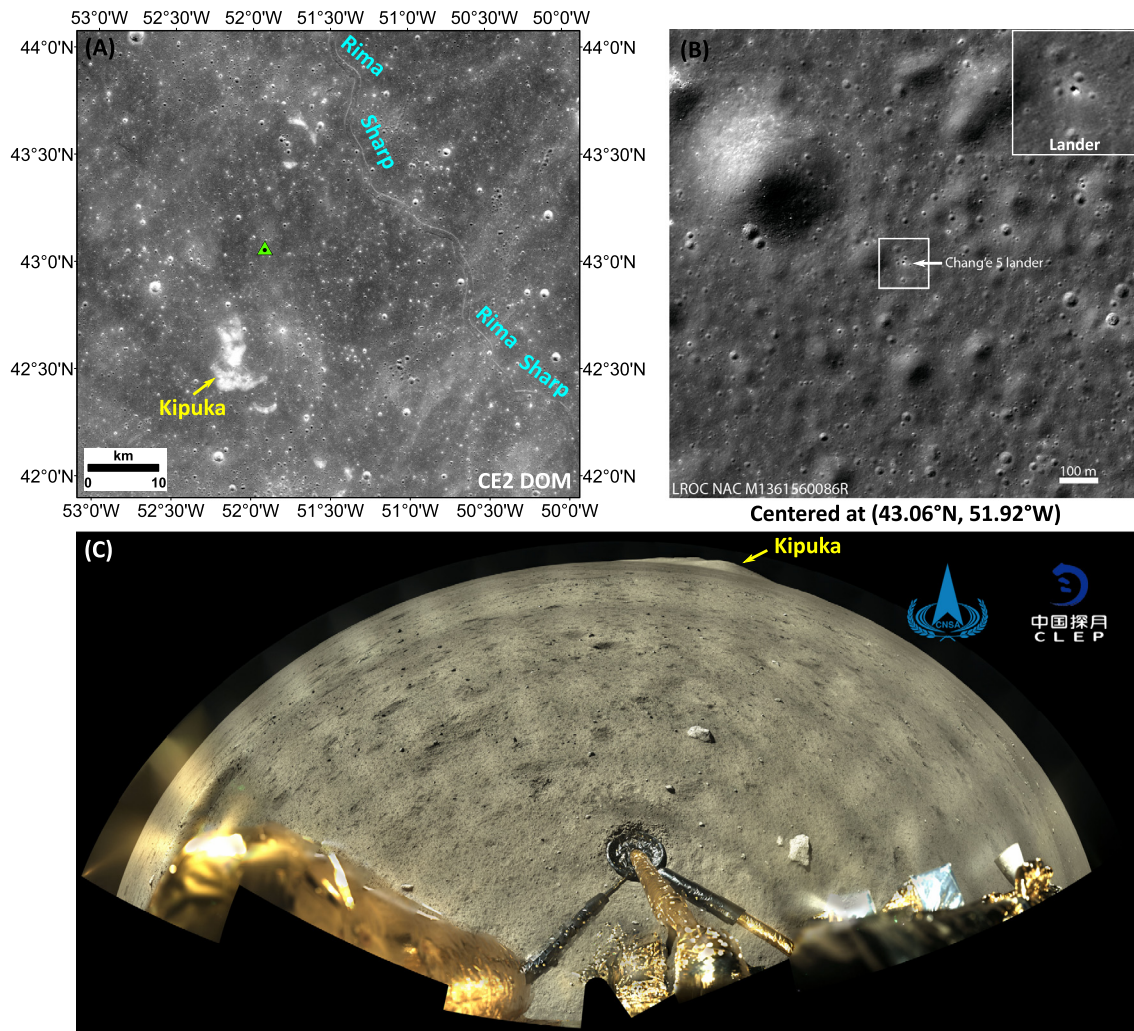 53°0'W 52°30'W 52°0'W 51°30'W 51°0'W 50°30'W 50°0'W
(A)
44°0'N
43°30'N
43°0'N
42°30'N
42°0'N
44°0'N
43°30'N
43°0'N
42°30'N
42°0'N
Rima
Sharp
Rima Sharp
Kipuka
km
0 10
CE2 DOM
53°0'W 52°30'W 52°0'W 51°30'W 51°0'W 50°30'W 50°0'W
(B)
Lander
Chang'e 5 lander
100 m
LROC NAC M1361560086R
Centered at (43.06°N, 51.92°W)
(C)
Kipuka
CNSA
中国探月
CLEP